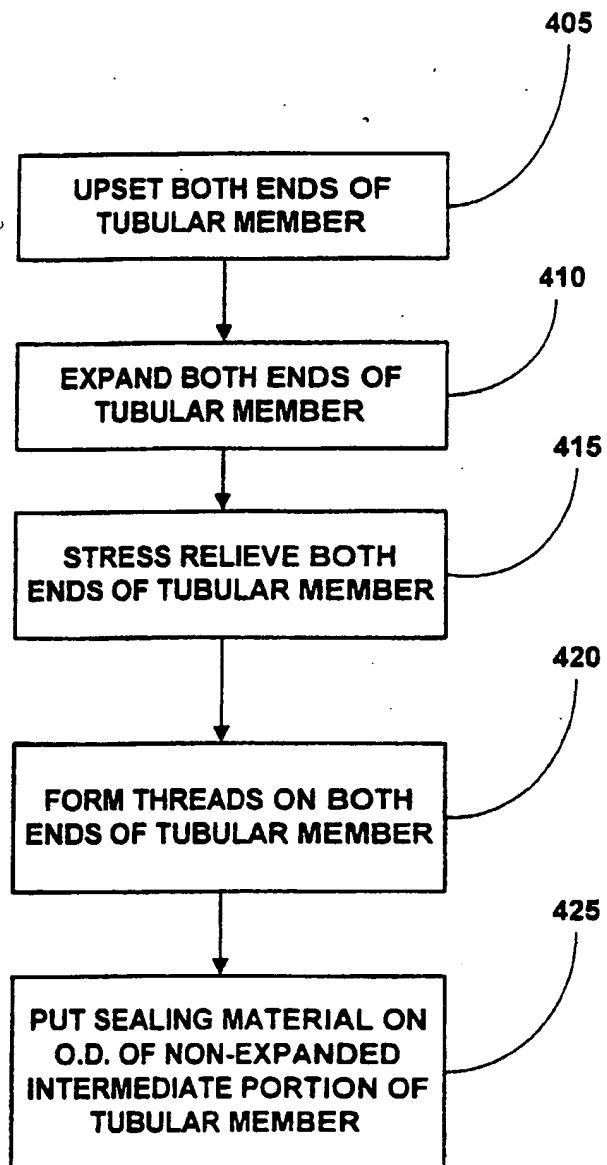 405
UPSET BOTH ENDS OF
TUBULAR MEMBER
410
EXPAND BOTH ENDS OF
TUBULAR MEMBER
415
STRESS RELIEVE BOTH
ENDS OF TUBULAR MEMBER
420
FORM THREADS ON BOTH
ENDS OF TUBULAR MEMBER
425
PUT SEALING MATERIAL ON
O.D. OF NON-EXPANDED
INTERMEDIATE PORTION OF
TUBULAR MEMBER